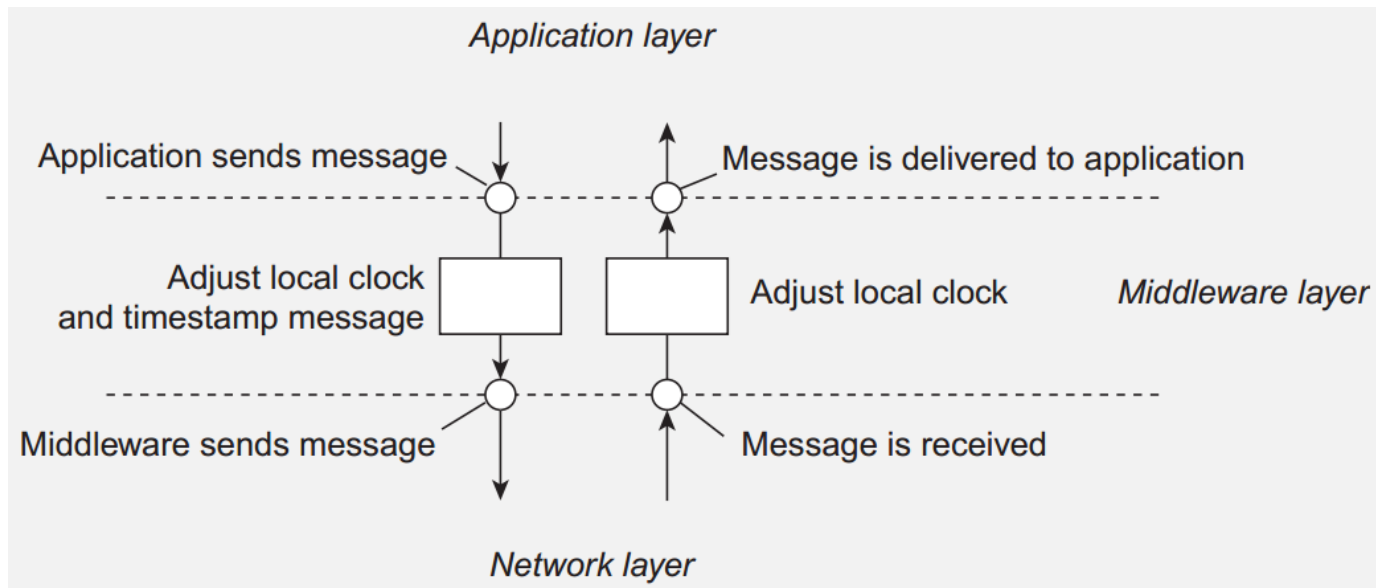 Application layer
Application sends message
Message is delivered to application
Adjust local clock
and timestamp message
Adjust local clock
Middleware layer
Middleware sends message
Message is received
Network layer